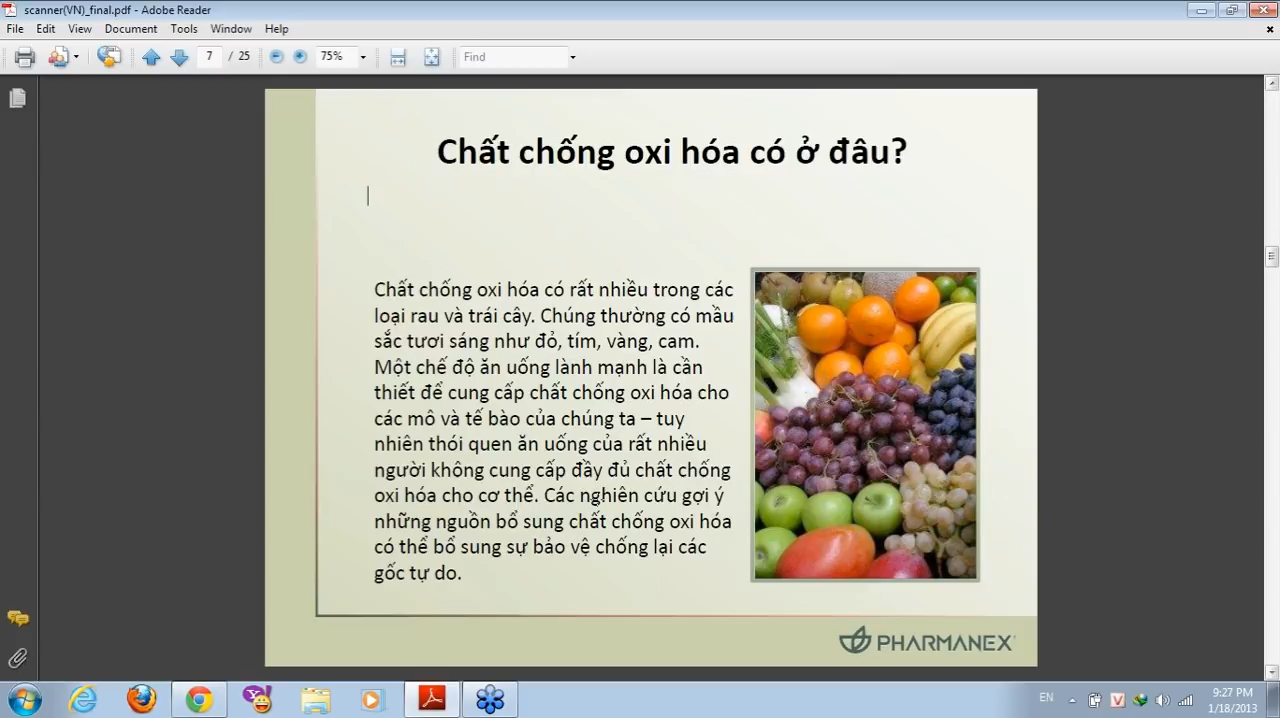 scanner(VN)_final.pdf - Adobe Reader
File Edit View Document Tools Window Help
7 / 25 75% Find
Chất chống oxi hóa có ở đâu?
Chất chống oxi hóa có rất nhiều trong các
loại rau và trái cây. Chúng thường có mầu
sắc tươi sáng như đỏ, tím, vàng, cam.
Một chế độ ăn uống lành mạnh là cần
thiết để cung cấp chất chống oxi hóa cho
các mô và tế bào của chúng ta – tuy
nhiên thói quen ăn uống của rất nhiều
người không cung cấp đầy đủ chất chống
oxi hóa cho cơ thể. Các nghiên cứu gợi ý
những nguồn bổ sung chất chống oxi hóa
có thể bổ sung sự bảo vệ chống lại các
gốc tự do.
PHARMANEX
EN
9:27 PM
1/18/2013